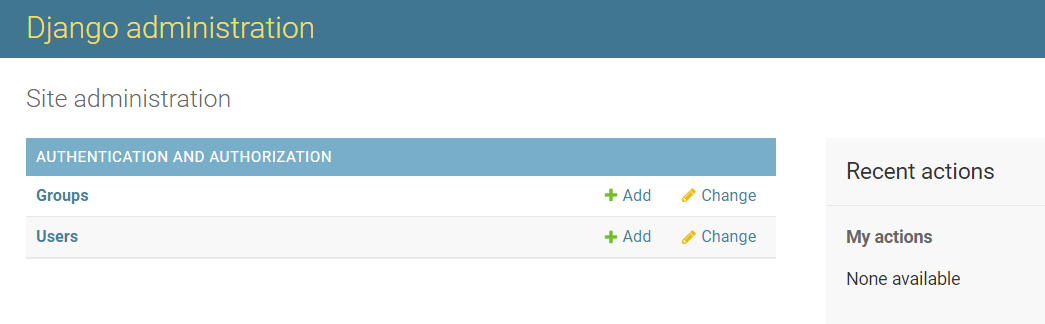 Django administration
Site administration
AUTHENTICATION AND AUTHORIZATION
Groups Add Change
Users Add Change
Recent actions
My actions
None available